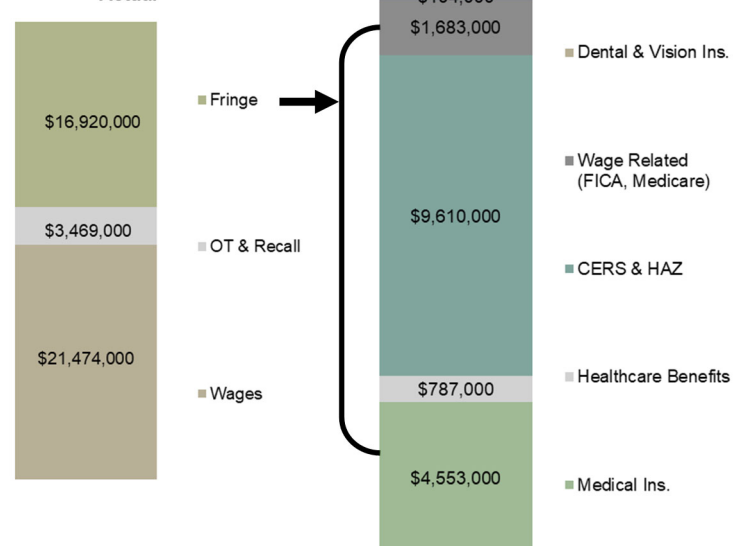 $1,683,000
Dental & Vision Ins.
Fringe
$16,920,000
Wage Related
(FICA, Medicare)
$9,610,000
$3,469,000
OT & Recall
CERS & HAZ
$21,474,000
Wages
Healthcare Benefits
$787,000
$4,553,000
Medical Ins.